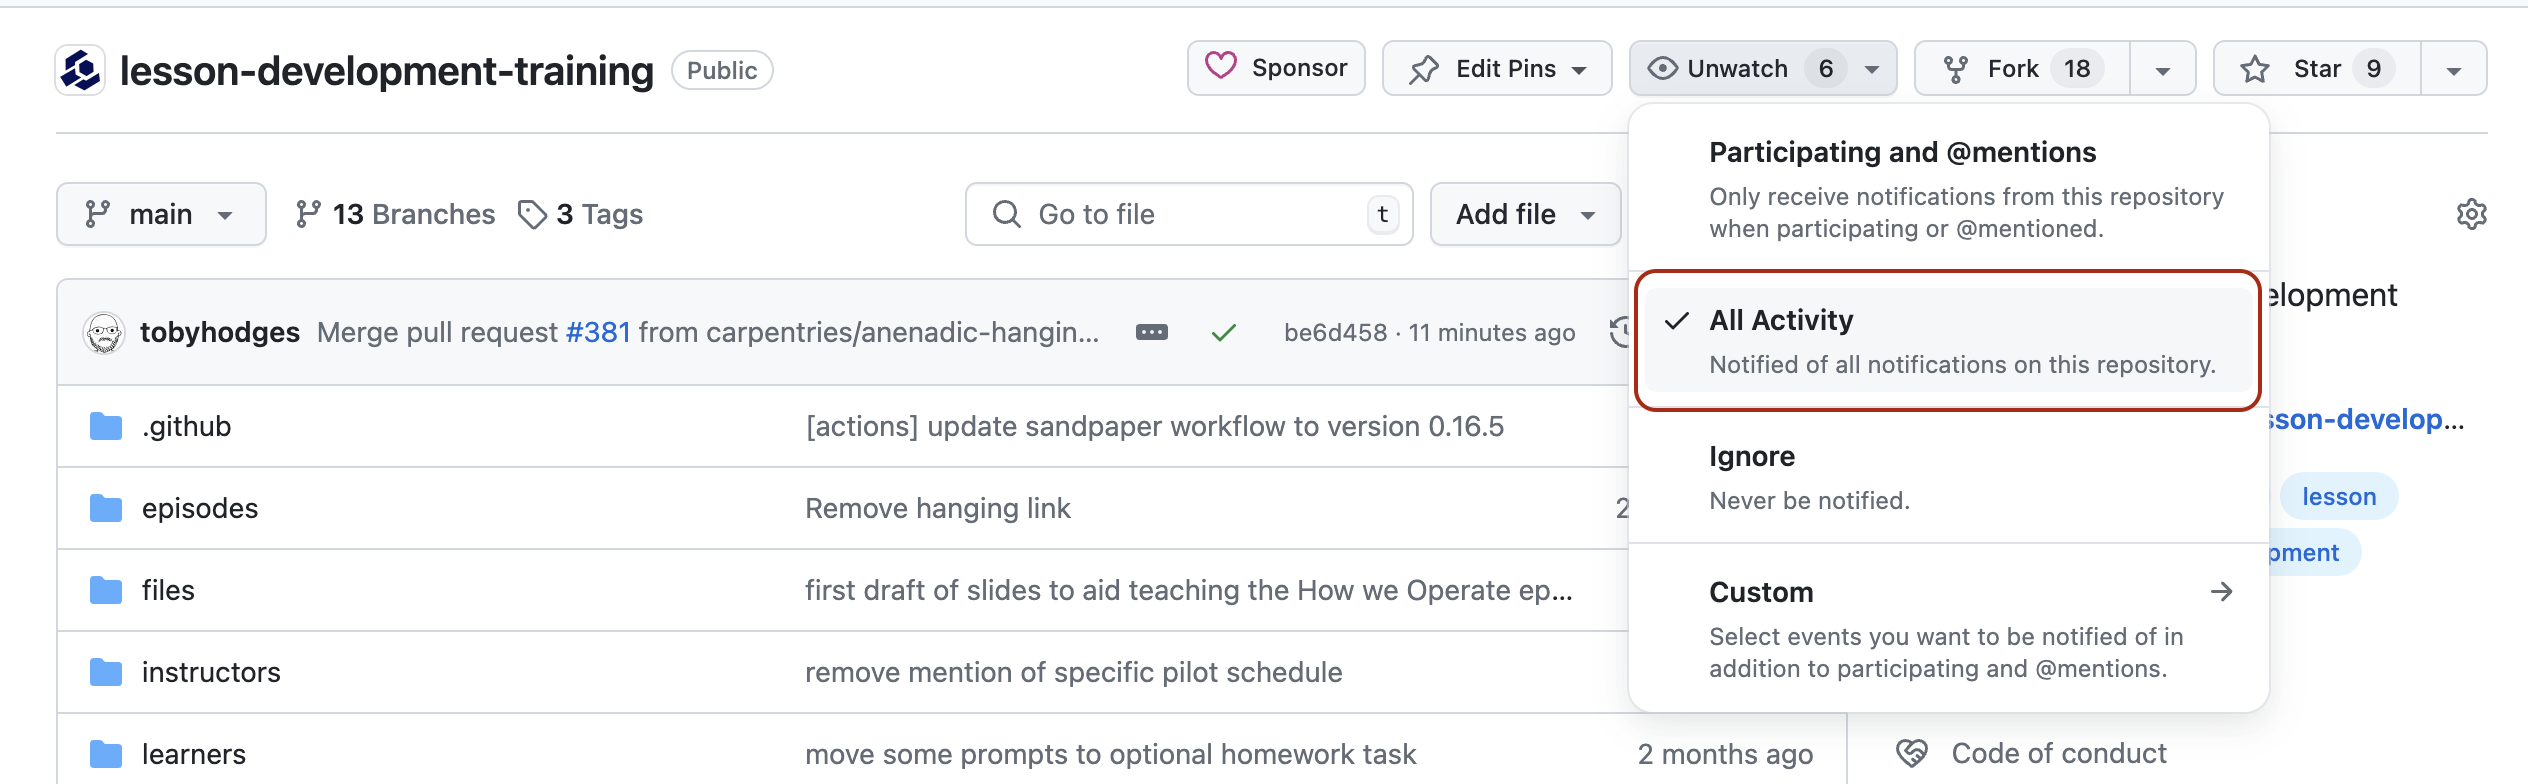 lesson-development-training Public Sponsor Edit Pins Unwatch 6 Fork 18 Star 9
main 13 Branches 3 Tags Go to file t Add file
Participating and @mentions
Only receive notifications from this repository
when participating or @mentioned.
All Activity
Notified of all notifications on this repository.
Ignore
Never be notified.
Custom
Select events you want to be notified of in
addition to participating and @mentions.
tobyhodges Merge pull request #381 from carpentries/anenadic-hangin... be6d458 · 11 minutes ago
.github [actions] update sandpaper workflow to version 0.16.5
episodes Remove hanging link 2
files first draft of slides to aid teaching the How we Operate ep...
instructors remove mention of specific pilot schedule
learners move some prompts to optional homework task 2 months ago
elopment
sson-develop...
lesson
pment
Code of conduct